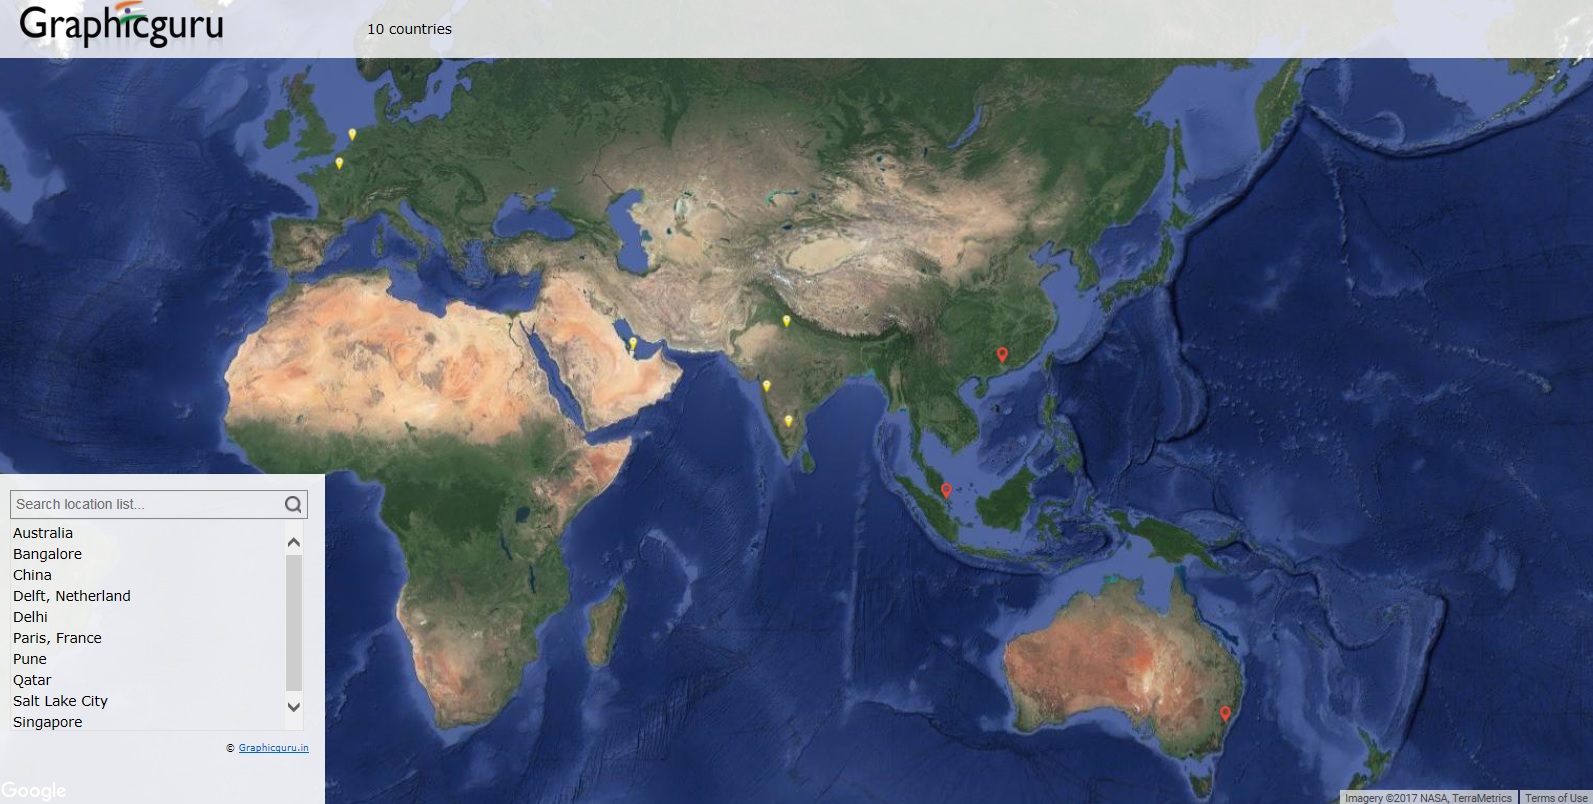 Graphicguru
10 countries
Search location list...
Australia
Bangalore
China
Delft, Netherland
Delhi
Paris, France
Pune
Qatar
Salt Lake City
Singapore
© Graphicguru.in
Google
Imagery ©2017 NASA, TerraMetrics
Terms of Use